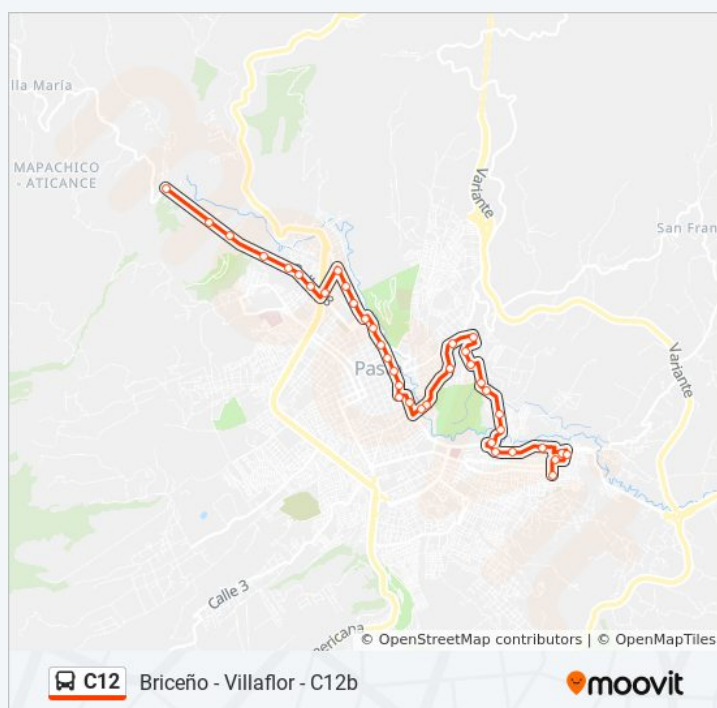 lla María
MAPACHICO
- ATICANCE
Variante
San Fran
Pas
Variante
Calle 3
mericana
© OpenStreetMap contributors | © OpenMapTiles
C12
Briceño - Villaflor - C12b
moovit